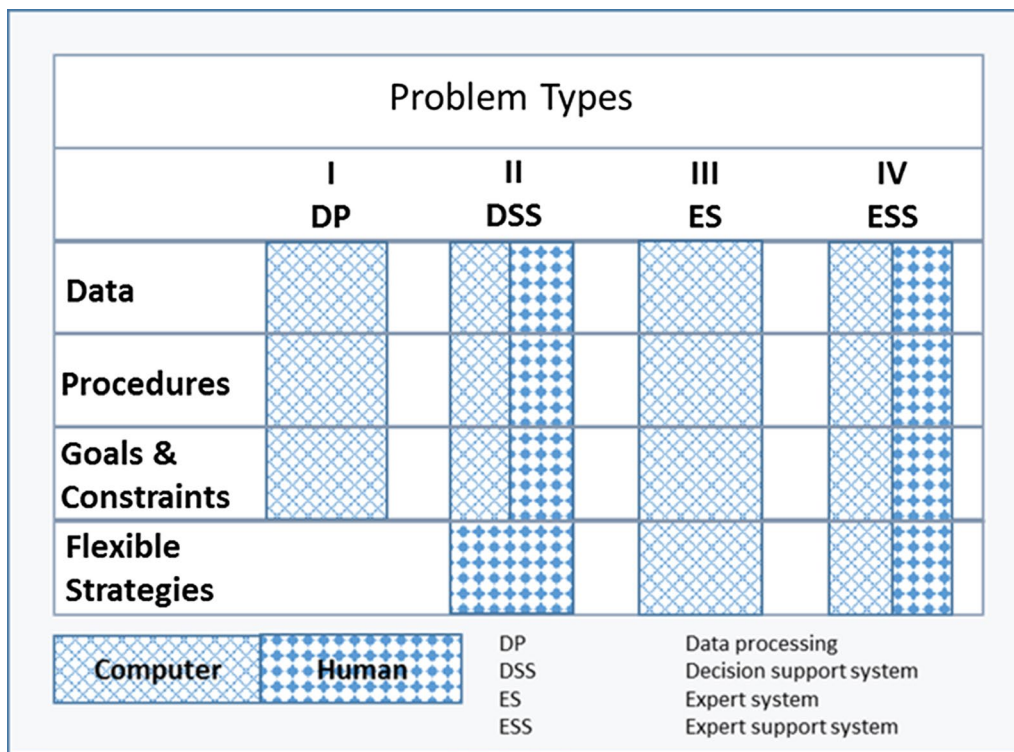 Problem Types
I II III IV
DP DSS ES ESS
Data
Procedures
Goals &
Constraints
Flexible
Strategies
Computer Human
DP Data processing
DSS Decision support system
ES Expert system
ESS Expert support system